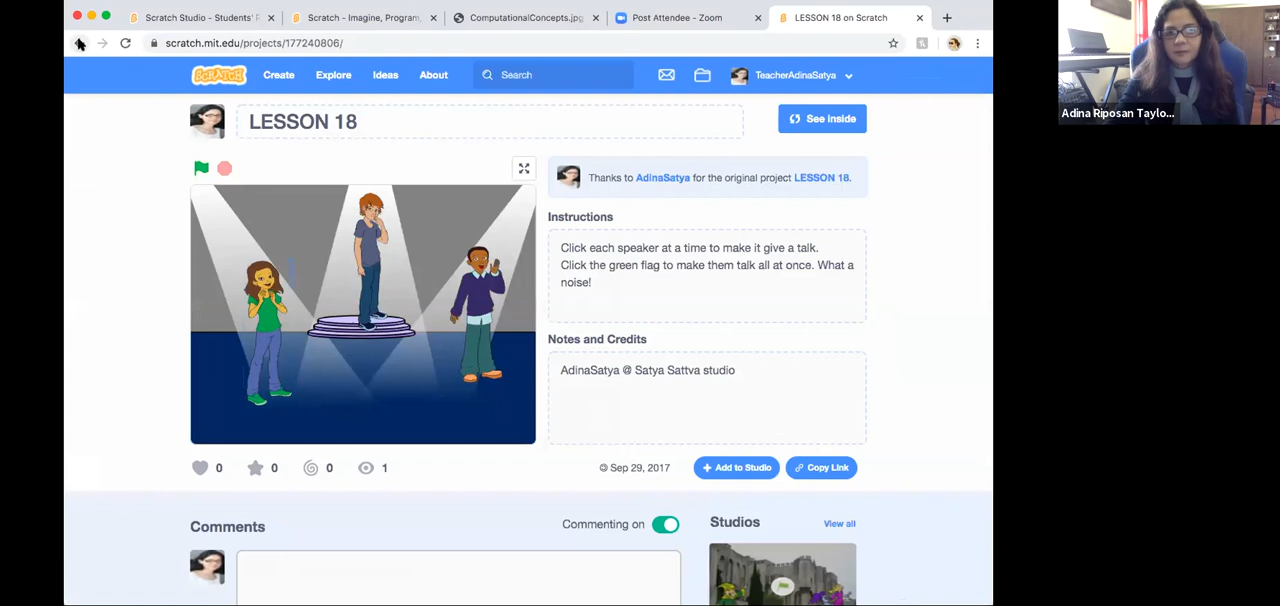 Scratch Studio - Students' F
Scratch - Imagine, Program,
ComputationalConcepts.jpg
Post Attendee - Zoom
LESSON 18 on Scratch
scratch.mit.edu/projects/177240806/
SCRATCH
Create
Explore
Ideas
About
Search
TeacherAdinaSatya
LESSON 18
See inside
Thanks to AdinaSatya for the original project LESSON 18.
Instructions
Click each speaker at a time to make it give a talk.
Click the green flag to make them talk all at once. What a
noise!
Notes and Credits
AdinaSatya @ Satya Sattva studio
0
0
0
1
© Sep 29, 2017
Add to Studio
Copy Link
Comments
Commenting on
Studios
View all
Adina Riposan Taylo...